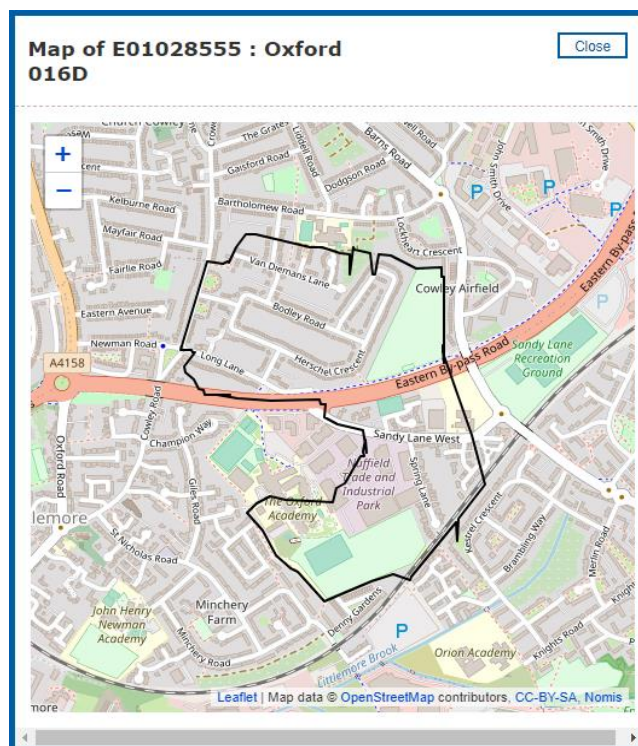 Map of E01028555 : Oxford
016D
Close
+
−
Church Cowley
Liddell Road
Barns Road
Gaisford Road
Dodgson Road
John Smith Drive
P
P
P
Kelburne Road
Bartholomew Road
Mayfair Road
Lockheart Crescent
Fairlie Road
Van Diemans Lane
Cowley Airfield
Eastern By-pass Road
Eastern Avenue
Bodley Road
Newman Road
Sandy Lane
Recreation
Ground
A4158
Long Lane
Herschel Crescent
Eastern By-pass Road
Cowley Road
Champion Way
Sandy Lane West
Oxford Road
Giles Road
Nuffield
Trade and
Industrial
Park
Spring Lane
The Oxford
Academy
Kestrel Crescent
Brambling Way
Merlin Road
St Nicholas Road
Minchery
Farm
John Henry
Newman
Academy
Denny Gardens
P
Knights Road
Minchery Road
Littlemore Brook
Orion Academy
Leaflet | Map data © OpenStreetMap contributors, CC-BY-SA, Nomis